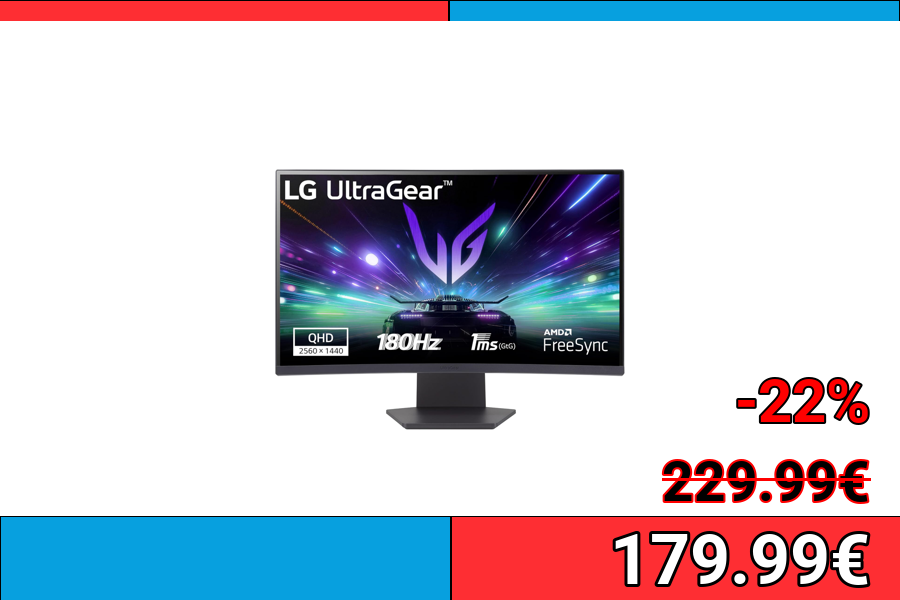 LG UltraGear™
QHD
2560 × 1440
180Hz
1ms (GtG)
AMD
FreeSync
-22%
229.99€
179.99€